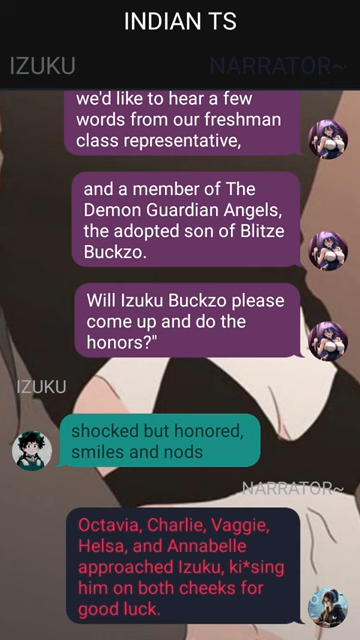 INDIAN TS
IZUKU
NARRATOR~
we'd like to hear a few
words from our freshman
class representative,
and a member of The
Demon Guardian Angels,
the adopted son of Blitze
Buckzo.
Will Izuku Buckzo please
come up and do the
honors?"
IZUKU
shocked but honored,
smiles and nods
NARRATOR~
Octavia, Charlie, Vaggie,
Helsa, and Annabelle
approached Izuku, ki*sing
him on both cheeks for
good luck.